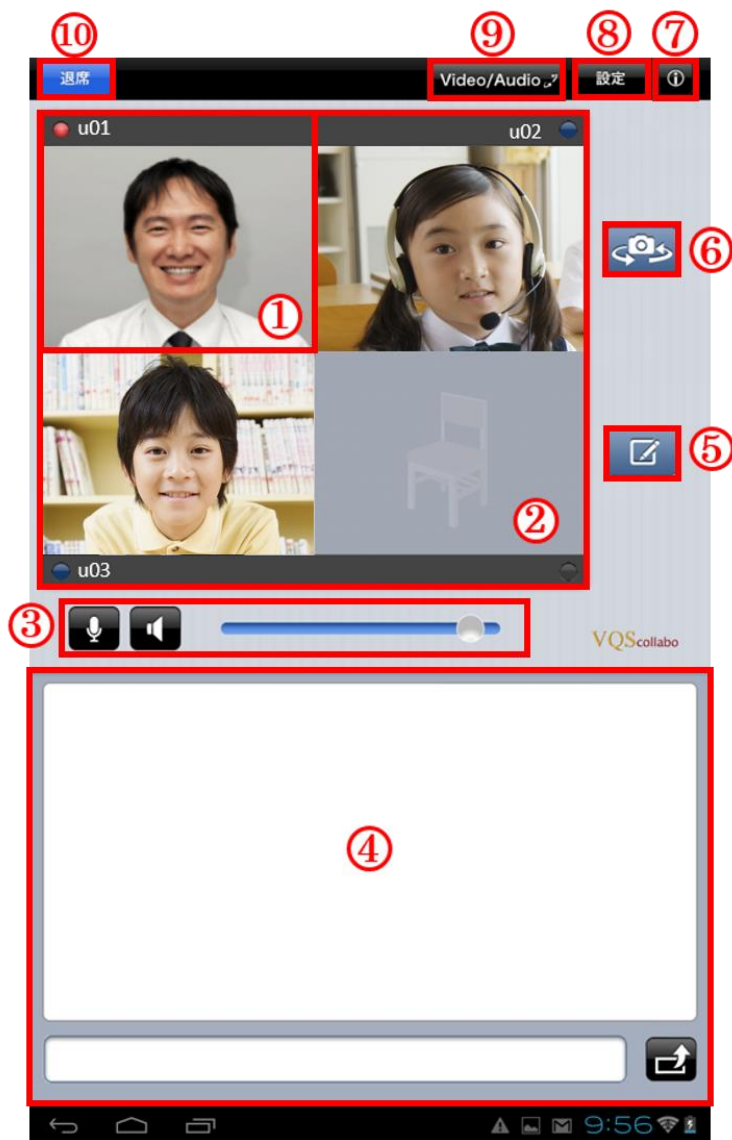 ⑩ ⑨ ⑧ ⑦
退席 Video/Audio 設定
u01 u02
⑥
①
⑤
②
u03
③
VQScollabo
④
9:56